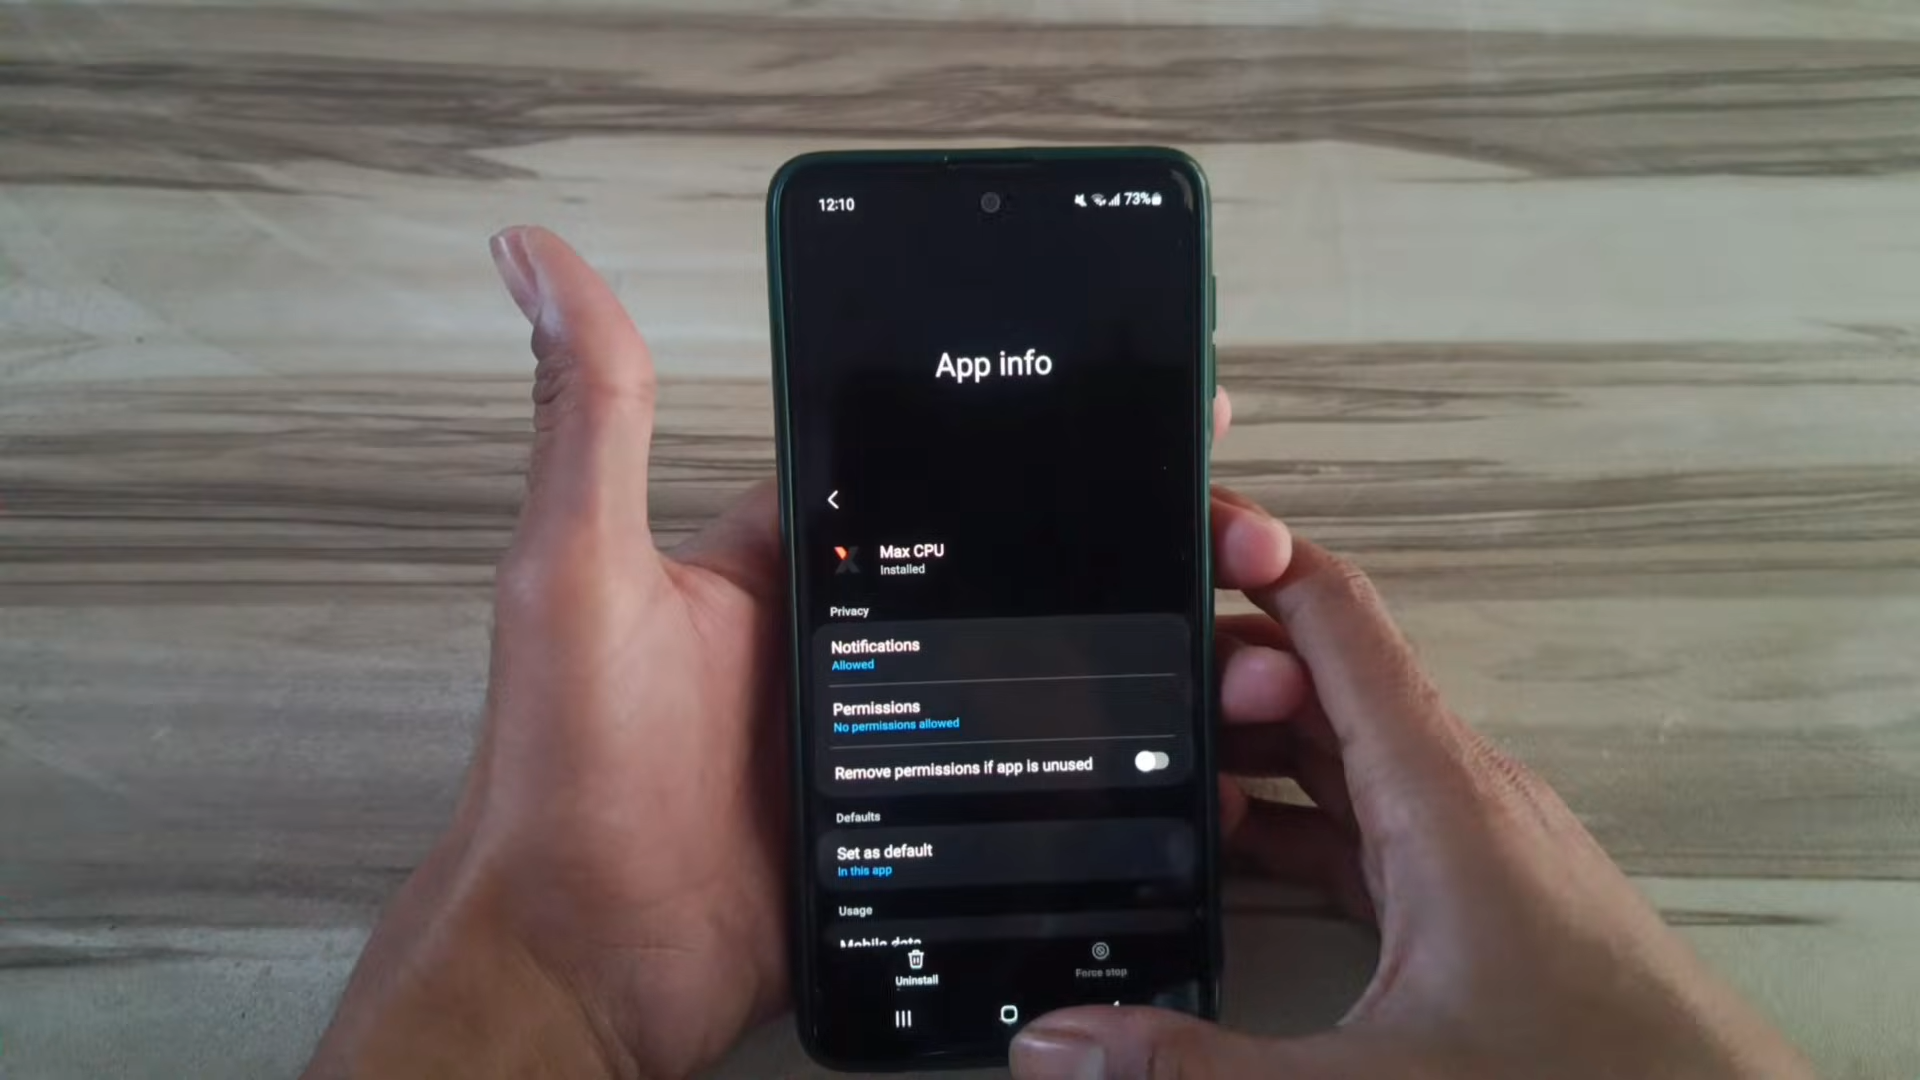 12:10
73%
App info
Max CPU
Installed
Privacy
Notifications
Allowed
Permissions
No permissions allowed
Remove permissions if app is unused
Defaults
Set as default
In this app
Usage
Mobile data
Uninstall
Force stop